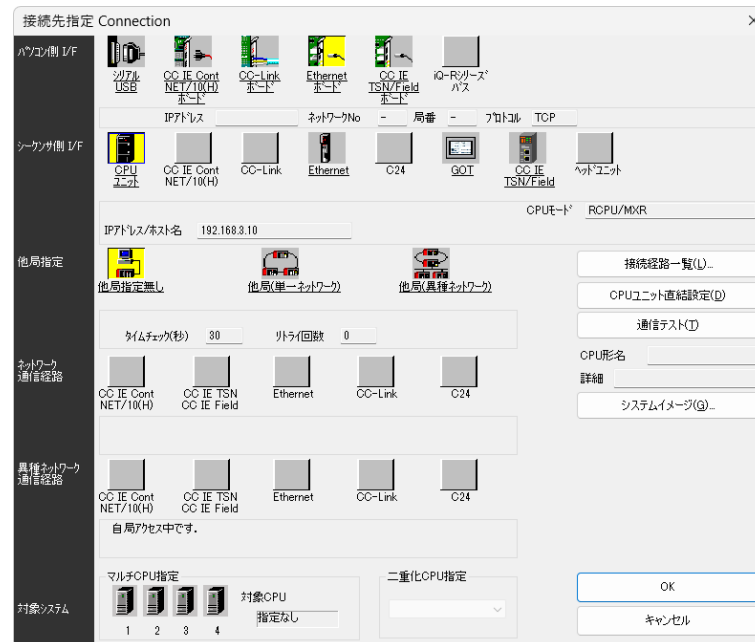 接続先指定 Connection
パソコン側 I/F
シリアル
USB
CC IE Cont
NET/10(H)
ボード
CC-Link
ボード
Ethernet
ボード
CC IE
TSN/Field
ボード
iQ-Rシリーズ
バス
IPアドレス ネットワークNo - 局番 - プロトコル TCP
シーケンサ側 I/F
CPU
ユニット
CC IE Cont
NET/10(H)
CC-Link
Ethernet
C24
GOT
CC IE
TSN/Field
ヘッドユニット
CPUモード RCPU/MXR
IPアドレス/ホスト名 192.168.3.10
他局指定
他局指定無し
他局(単一ネットワーク)
他局(異種ネットワーク)
接続経路一覧(L)...
CPUユニット直結設定(D)
タイムチェック(秒) 30 リトライ回数 0
通信テスト(T)
CPU形名
詳細
システムイメージ(G)...
ネットワーク
通信経路
CC IE Cont
NET/10(H)
CC IE TSN
CC IE Field
Ethernet
CC-Link
C24
異種ネットワーク
通信経路
CC IE Cont
NET/10(H)
CC IE TSN
CC IE Field
Ethernet
CC-Link
C24
自局アクセス中です。
対象システム
マルチCPU指定
1 2 3 4
対象CPU
指定なし
二重化CPU指定
OK
キャンセル